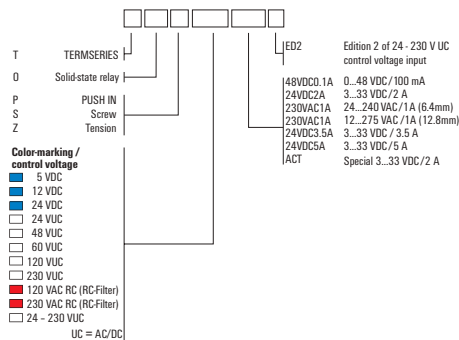 T TERMSERIES
O Solid-state relay
P PUSH IN
S Screw
Z Tension
Color-marking /
control voltage
5 VDC
12 VDC
24 VDC
24 VUC
48 VUC
60 VUC
120 VUC
230 VUC
120 VAC RC (RC-Filter)
230 VAC RC (RC-Filter)
24 - 230 VUC
UC = AC/DC
ED2 Edition 2 of 24 - 230 V UC
control voltage input
48VDC0.1A 0...48 VDC/100 mA
24VDC2A 3...33 VDC/2 A
230VAC1A 24...240 VAC/1A (6.4mm)
230VAC1A 12...275 VAC/1A (12.8mm)
24VDC3.5A 3...33 VDC / 3.5 A
24VDC5A 3...33 VDC/5 A
ACT Special 3...33 VDC/2 A